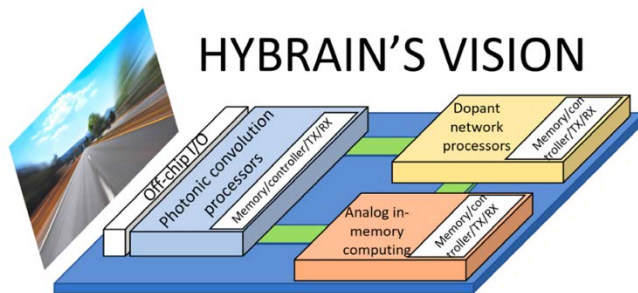 HYBRAIN'S VISION
Off-chip I/O
Photonic convolution
processors
Memory/controller/TX/RX
Dopant
network
processors
Memory/con
troller/TX/RX
Analog in-
memory
computing
Memory/con
troller/TX/RX